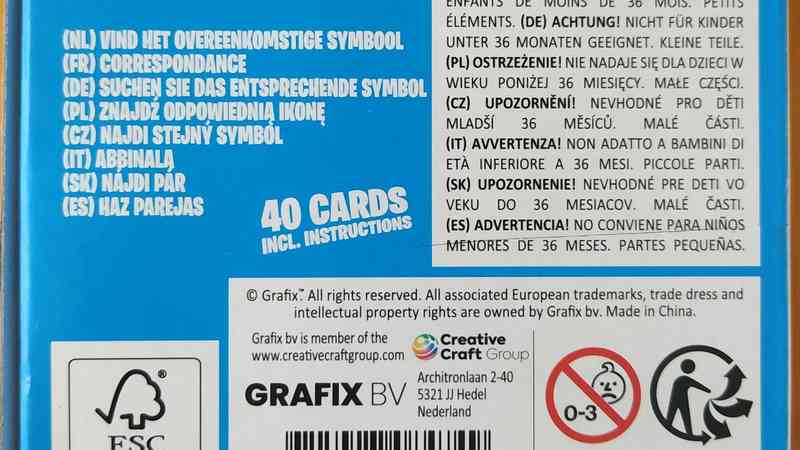 (NL) VIND HET OVEREENKOMSTIGE SYMBOOL
(FR) CORRESPONDANCE
(DE) SUCHEN SIE DAS ENTSPRECHENDE SYMBOL
(PL) ZNAJDŹ ODPOWIEDNIĄ IKONĘ
(CZ) NAJDI STEJNÝ SYMBÓL
(IT) ABBINALA
(SK) NÁJDI PÁR
(ES) HAZ PAREJAS
40 CARDS
INCL. INSTRUCTIONS
ENFANTS DE MOINS DE 36 MOIS. PETITS
ÉLÉMENTS. (DE) ACHTUNG! NICHT FÜR KINDER
UNTER 36 MONATEN GEEIGNET. KLEINE TEILE.
(PL) OSTRZEŻENIE! NIE NADAJE SIĘ DLA DZIECI W
WIEKU PONIŻEJ 36 MIESIĘCY. MAŁE CZĘŚCI.
(CZ) UPOZORNĚNÍ! NEVHODNÉ PRO DĚTI
MLADŠÍ 36 MĚSÍCŮ. MALÉ ČÁSTI.
(IT) AVVERTENZA! NON ADATTO A BAMBINI DI
ETÀ INFERIORE A 36 MESI. PICCOLE PARTI.
(SK) UPOZORNENIE! NEVHODNÉ PRE DETI VO
VEKU DO 36 MESIACOV. MALÉ ČASTI.
(ES) ADVERTENCIA! NO CONVIENE PARA NIÑOS
MENORES DE 36 MESES. PARTES PEQUEÑAS.
© Grafix™ All rights reserved. All associated European trademarks, trade dress and
intellectual property rights are owned by Grafix bv. Made in China.
Grafix bv is member of the
www.creativecraftgroup.com
Creative
Craft Group
GRAFIX BV
Architronlaan 2-40
5321 JJ Hedel
Nederland
0-3
FSC